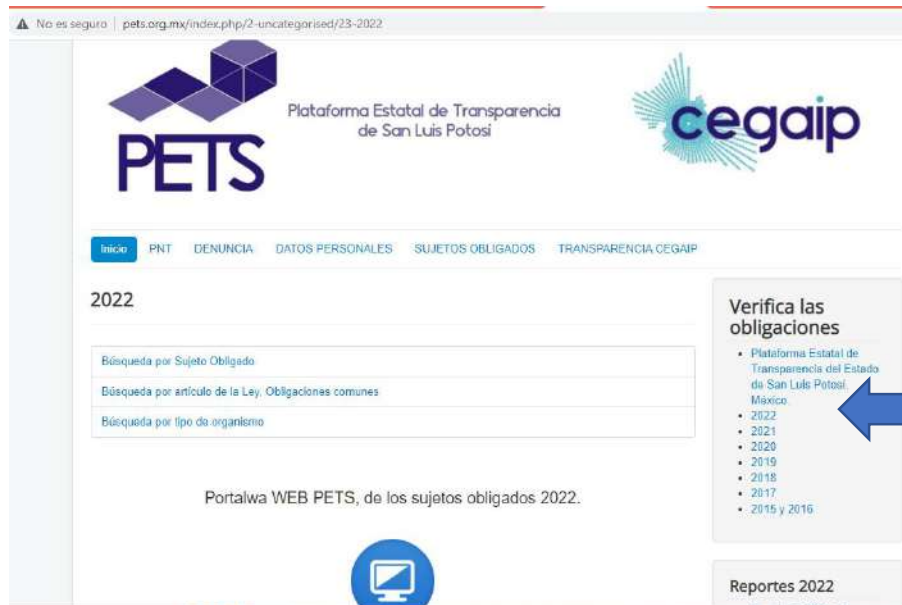 No es seguro | pets.org.mx/index.php/2-uncategorised/23-2022
PETS
Plataforma Estatal de Transparencia
de San Luis Potosí
cegaip
Inicio PNT DENUNCIA DATOS PERSONALES SUJETOS OBLIGADOS TRANSPARENCIA CEGAIP
2022
Búsqueda por Sujeto Obligado
Búsqueda por artículo de la Ley, Obligaciones comunes
Búsqueda por tipo de organismo
Portalwa WEB PETS, de los sujetos obligados 2022.
Verifica las
obligaciones
Plataforma Estatal de
Transparencia del Estado
de San Luis Potosí,
México.
2022
2021
2020
2019
2018
2017
2015 y 2016
Reportes 2022